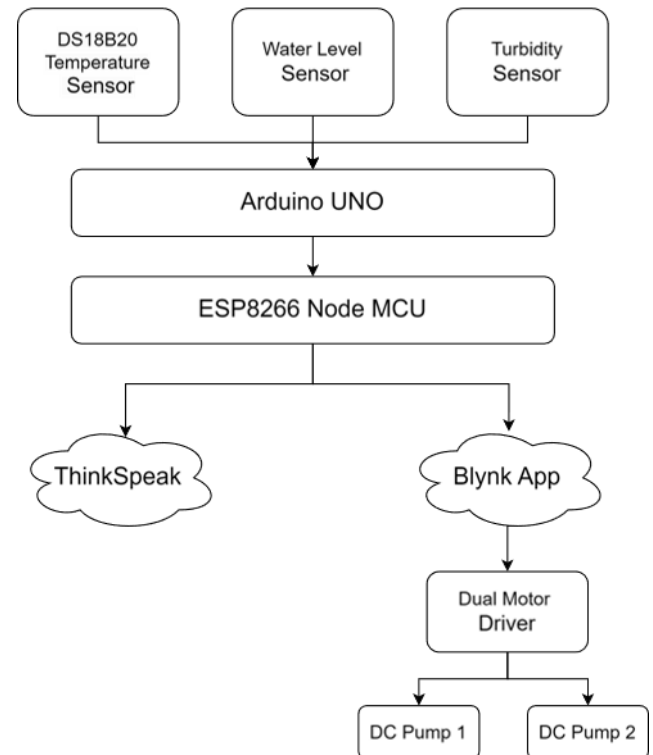 DS18B20
Temperature
Sensor
Water Level
Sensor
Turbidity
Sensor
Arduino UNO
ESP8266 Node MCU
ThinkSpeak
Blynk App
Dual Motor
Driver
DC Pump 1
DC Pump 2